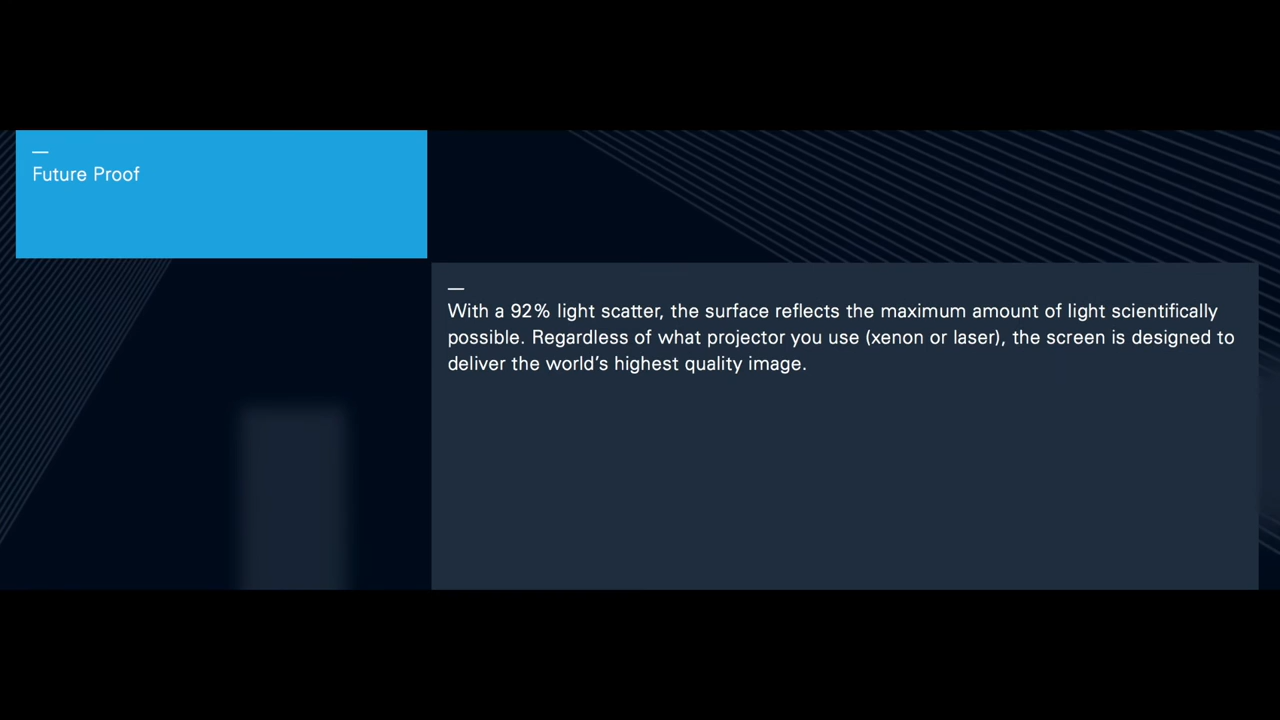 Future Proof
With a 92% light scatter, the surface reflects the maximum amount of light scientifically
possible. Regardless of what projector you use (xenon or laser), the screen is designed to
deliver the world’s highest quality image.